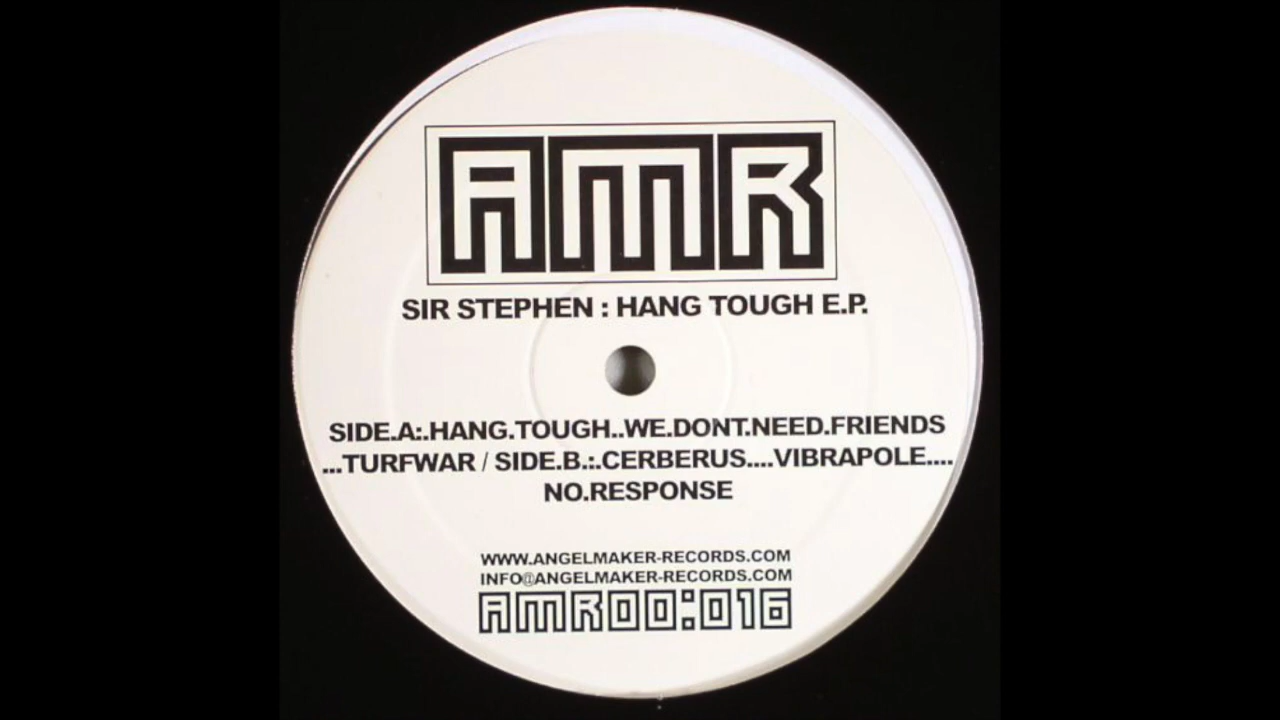 AMR
SIR STEPHEN : HANG TOUGH E.P.
SIDE.A:.HANG.TOUGH..WE.DONT.NEED.FRIENDS
...TURFWAR / SIDE.B.:.CERBERUS....VIBRAPOLE....
NO.RESPONSE
WWW.ANGELMAKER-RECORDS.COM
INFO@ANGELMAKER-RECORDS.COM
AMR00:016